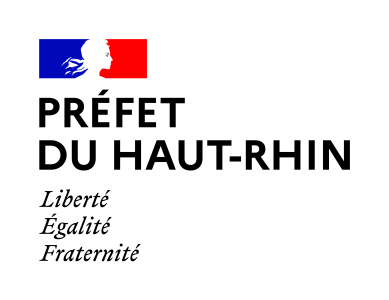 PRÉFET
DU HAUT-RHIN
Liberté
Égalité
Fraternité